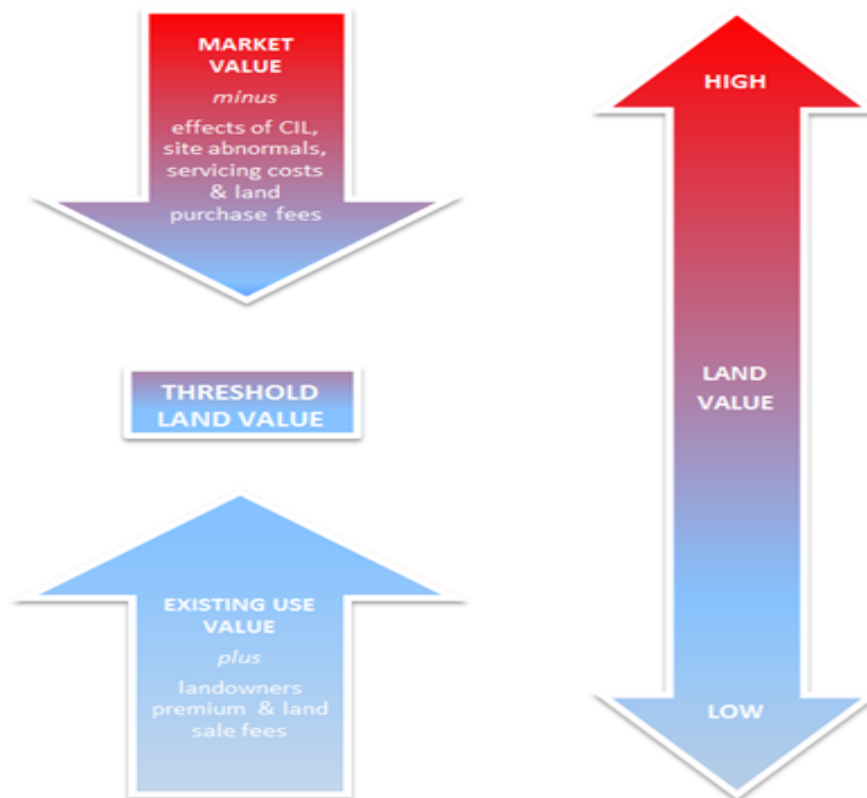 MARKET
VALUE
minus
effects of CIL,
site abnormals,
servicing costs
& land
purchase fees
THRESHOLD
LAND VALUE
EXISTING USE
VALUE
plus
landowners
premium & land
sale fees
HIGH
LAND
VALUE
LOW